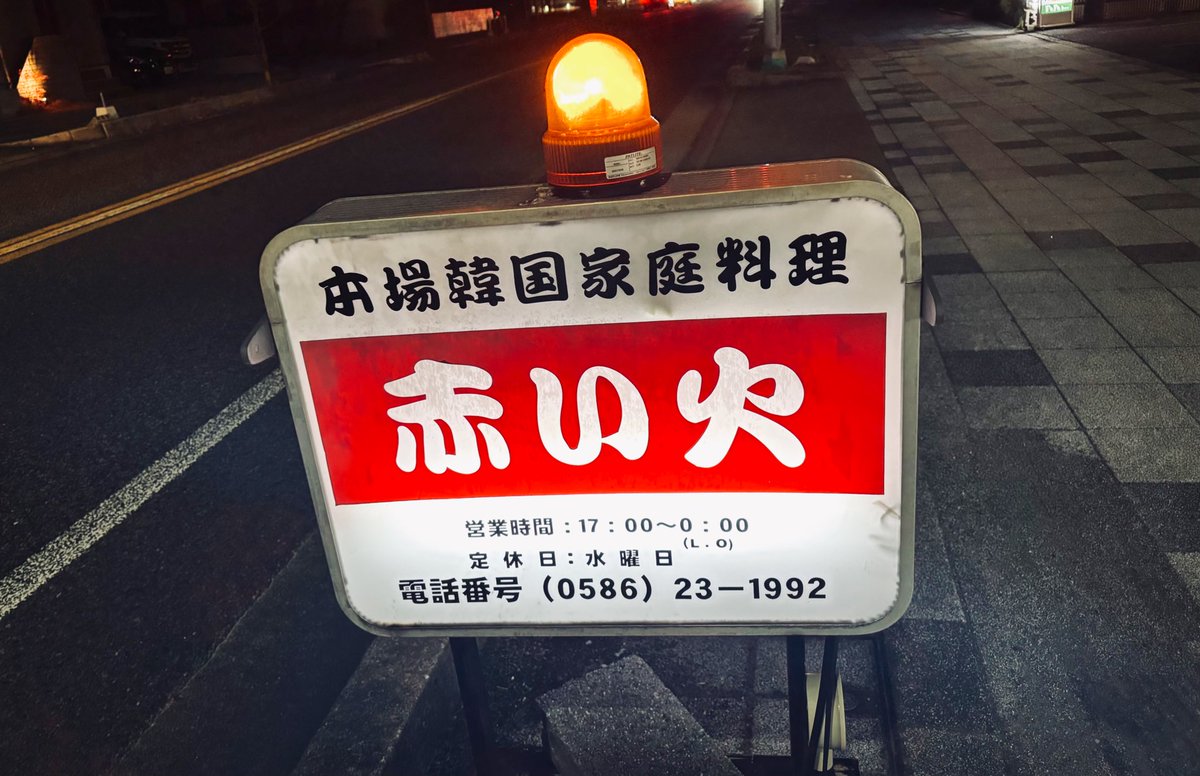 本場韓国家庭料理
赤い火
営業時間：17：00～0：00
(L.O)
定休日：水曜日
電話番号（0586）23－1992